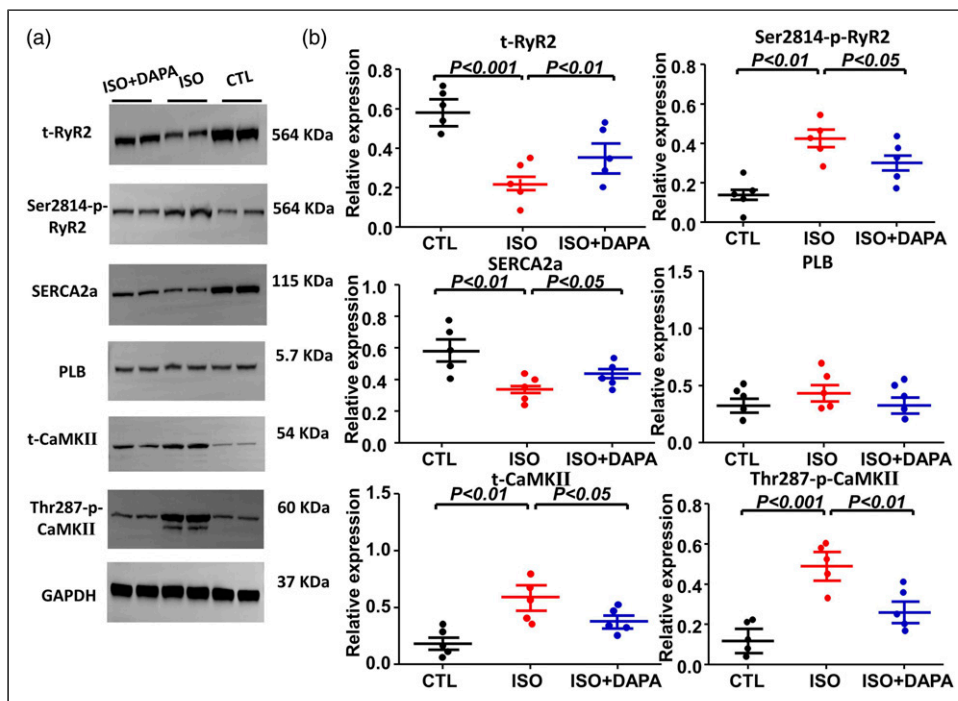 (a)
ISO+DAPA ISO CTL
t-RyR2 564 KDa
Ser2814-p-
RyR2 564 KDa
SERCA2a 115 KDa
PLB 5.7 KDa
t-CaMKII 54 KDa
Thr287-p-
CaMKII 60 KDa
GAPDH 37 KDa
(b)
t-RyR2
P<0.001 P<0.01
Relative expression
0.8
0.6
0.4
0.2
0.0
CTL ISO ISO+DAPA
Ser2814-p-RyR2
P<0.01 P<0.05
Relative expression
0.8
0.6
0.4
0.2
0.0
CTL ISO ISO+DAPA
SERCA2a
P<0.01 P<0.05
Relative expression
1.0
0.8
0.6
0.4
0.2
0.0
CTL ISO ISO+DAPA
PLB
Relative expression
1.5
1.0
0.5
0.0
CTL ISO ISO+DAPA
t-CaMKII
P<0.01 P<0.05
Relative expression
1.5
1.0
0.5
0.0
CTL ISO ISO+DAPA
Thr287-p-CaMKII
P<0.001 P<0.01
Relative expression
0.8
0.6
0.4
0.2
0.0
CTL ISO ISO+DAPA